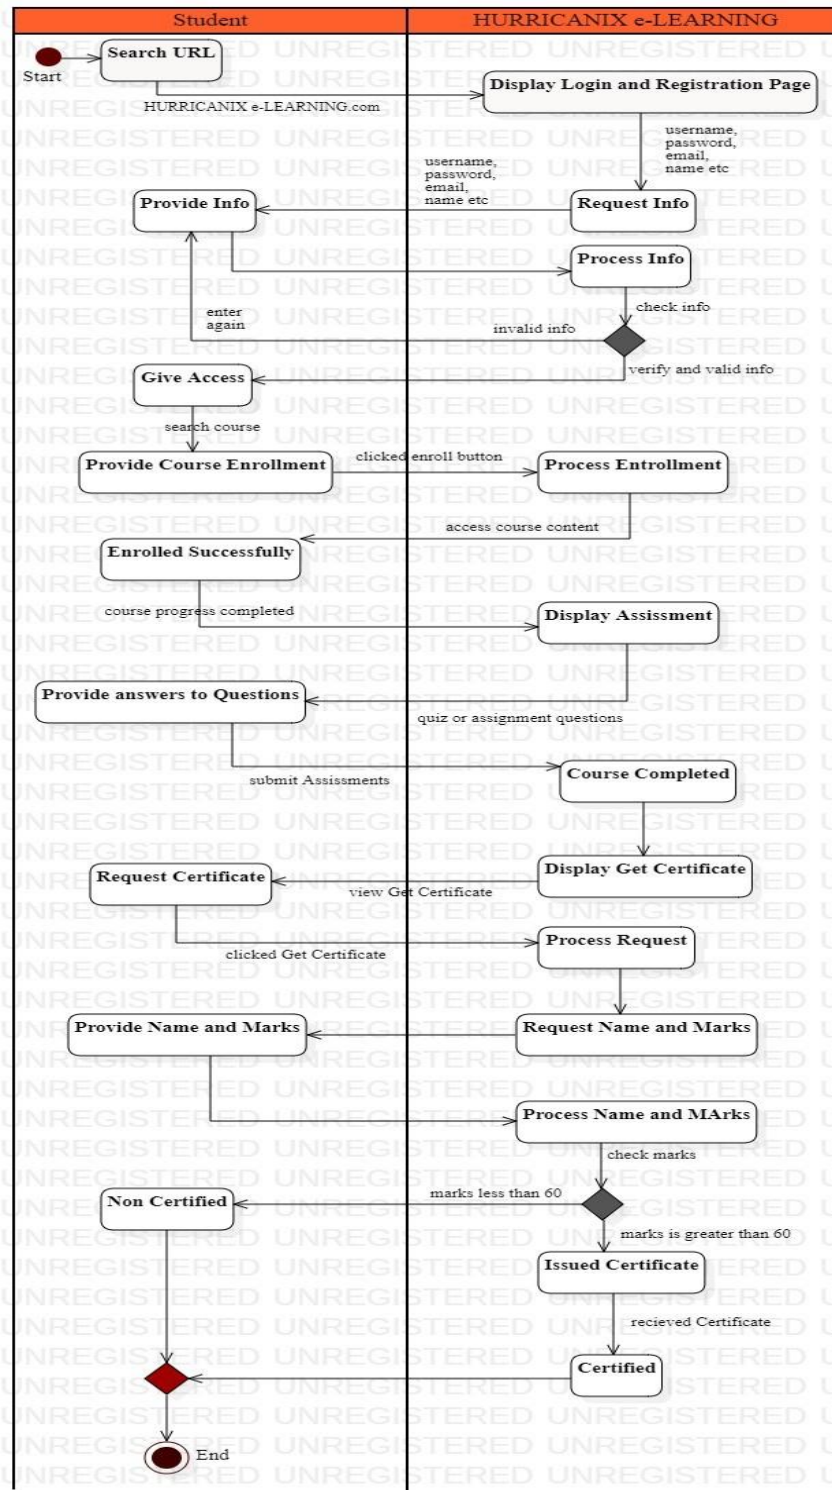 Student
HURRICANIX e-LEARNING
Search URL
Start
HURRICANIX e-LEARNING.com
Display Login and Registration Page
username,
password,
email,
name etc
username,
password,
email,
name etc
Provide Info
Request Info
Process Info
check info
enter
again
invalid info
verify and valid info
Give Access
search course
Provide Course Enrollment
clicked enroll button
Process Entrollment
access course content
Enrolled Successfully
course progress completed
Display Assissment
Provide answers to Questions
quiz or assignment questions
submit Assissments
Course Completed
Request Certificate
view Get Certificate
Display Get Certificate
clicked Get Certificate
Process Request
Provide Name and Marks
Request Name and Marks
Process Name and MArks
check marks
Non Certified
marks less than 60
marks is greater than 60
Issued Certificate
recieved Certificate
Certified
End
UNREGISTERED